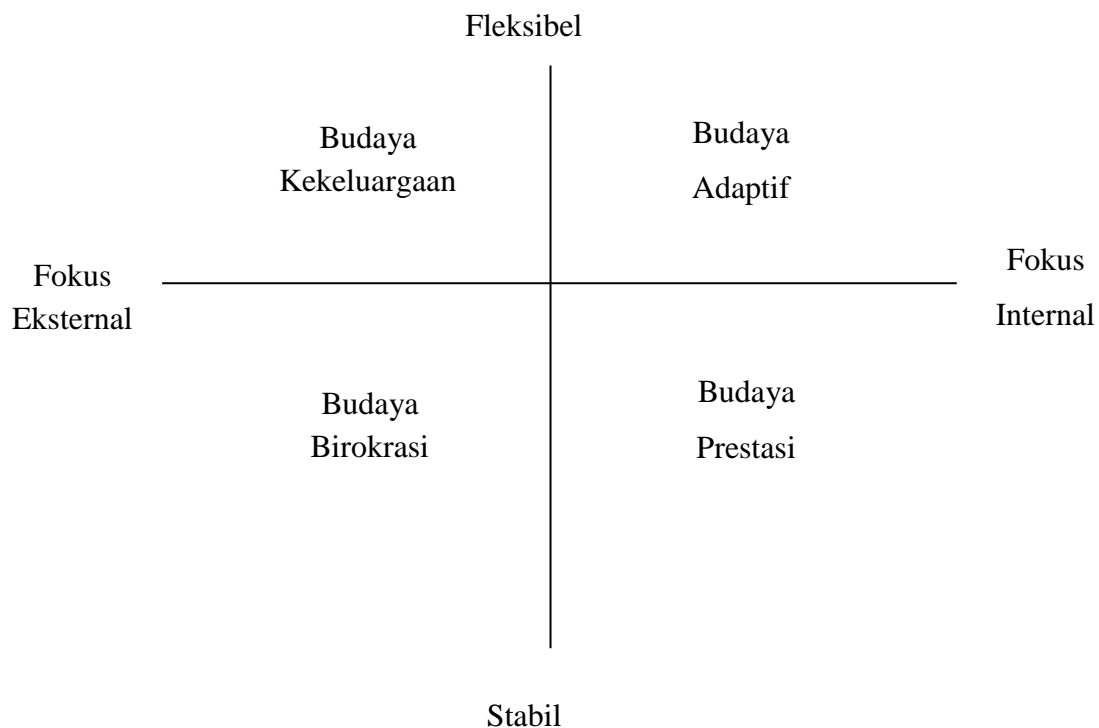 Fleksibel
Budaya
Kekeluargaan
Budaya
Adaptif
Fokus
Eksternal
Fokus
Internal
Budaya
Birokrasi
Budaya
Prestasi
Stabil